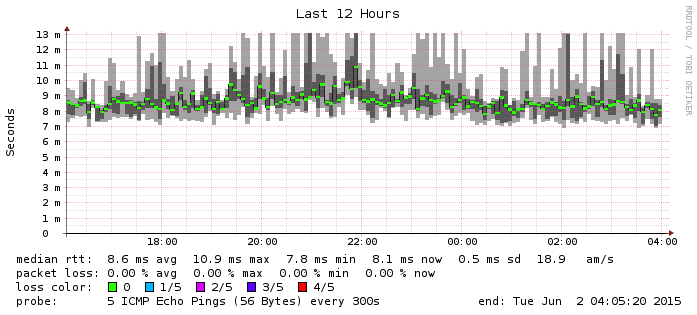 Last 12 Hours
RRDTOOL / TOBI OETIKER
Seconds
13 m
12 m
11 m
10 m
9 m
8 m
7 m
6 m
5 m
4 m
3 m
2 m
1 m
0
18:00 20:00 22:00 00:00 02:00 04:00
median rtt: 8.6 ms avg 10.9 ms max 7.8 ms min 8.1 ms now 0.5 ms sd 18.9 am/s
packet loss: 0.00 % avg 0.00 % max 0.00 % min 0.00 % now
loss color: 0 1/5 2/5 3/5 4/5
probe: 5 ICMP Echo Pings (56 Bytes) every 300s end: Tue Jun 2 04:05:20 2015